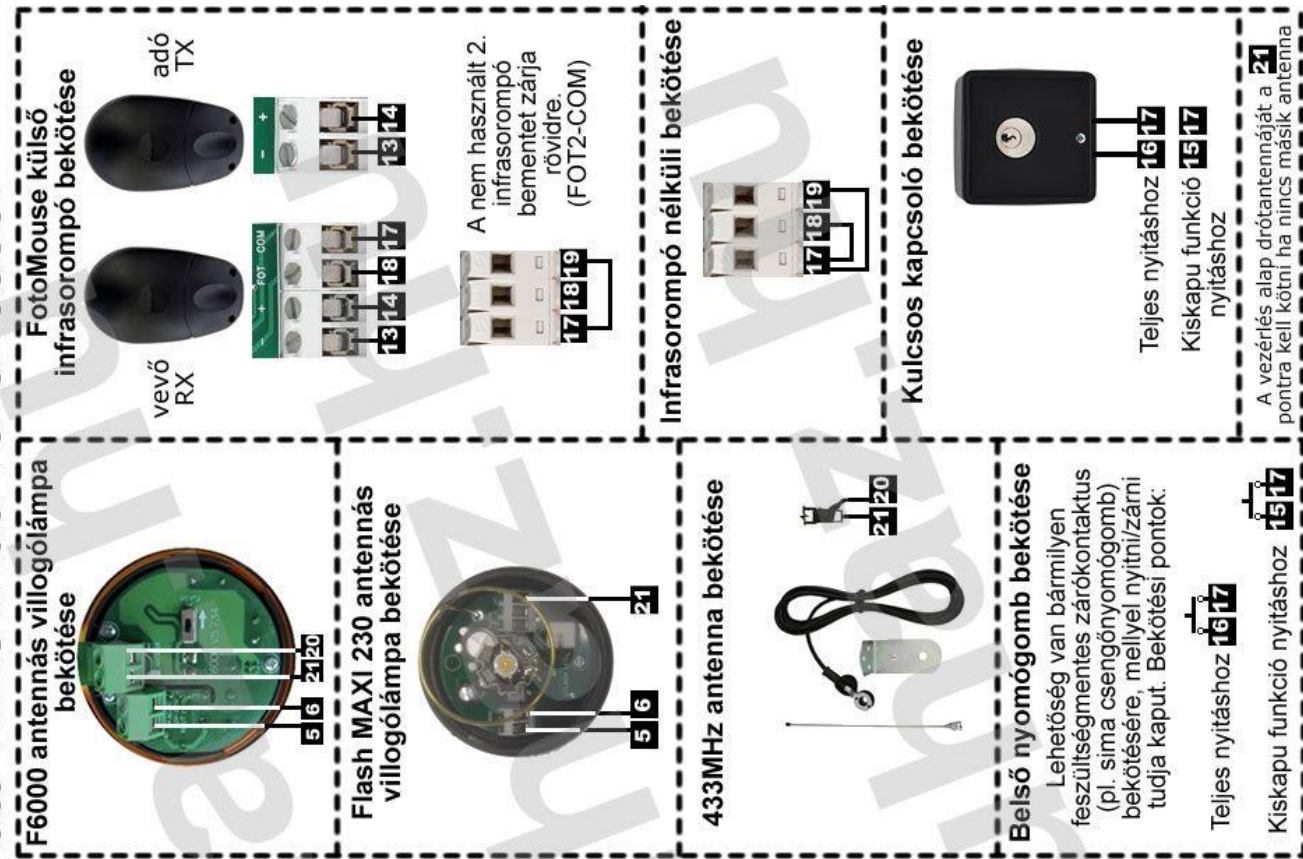 F6000 antennás villogólámpa
bekötése
5 6 21 20
Flash MAXI 230 antennás
villogólámpa bekötése
5 6 21
433MHz antenna bekötése
21 20
Belső nyomógomb bekötése
Lehetőség van bármilyen
feszültségmentes zárókontaktus
(pl. sima csengőnyomógomb)
bekötésére, mellyel nyitni/zárni
tudja kaput. Bekötési pontok:
Teljes nyitáshoz 16 17
Kiskapu funkció nyitáshoz 15 17
FotoMouse külső
infrasorompó bekötése
vevő
RX
adó
TX
- + FOT COM
13 14 18 17
- +
13 14
17 18 19
A nem használt 2.
infrasorompó
bementet zárja
rövidre.
(FOT2-COM)
Infrasorompó nélküli bekötése
17 18 19
Kulcsos kapcsoló bekötése
Teljes nyitáshoz 16 17
Kiskapu funkció 15 17
nyitáshoz
A vezérlés alap drótantennáját a 21
pontra kell kötni ha nincs másik antenna